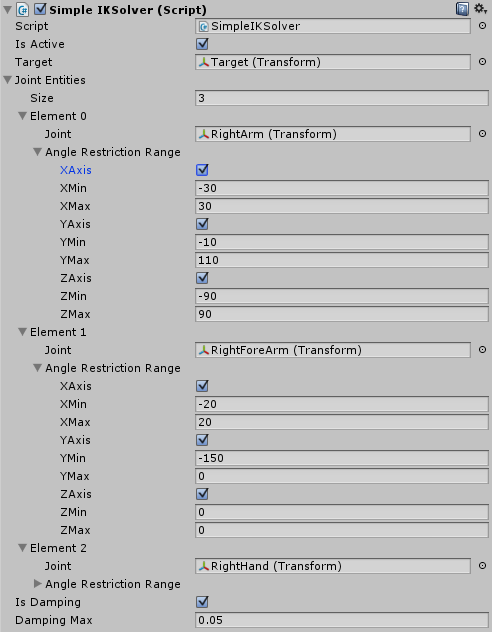 Simple IKSolver (Script)
Script SimpleIKSolver
Is Active
Target Target (Transform)
Joint Entities
Size 3
Element 0
Joint RightArm (Transform)
Angle Restriction Range
XAxis
XMin -30
XMax 30
YAxis
YMin -10
YMax 110
ZAxis
ZMin -90
ZMax 90
Element 1
Joint RightForeArm (Transform)
Angle Restriction Range
XAxis
XMin -20
XMax 20
YAxis
YMin -150
YMax 0
ZAxis
ZMin 0
ZMax 0
Element 2
Joint RightHand (Transform)
Angle Restriction Range
Is Damping
Damping Max 0.05